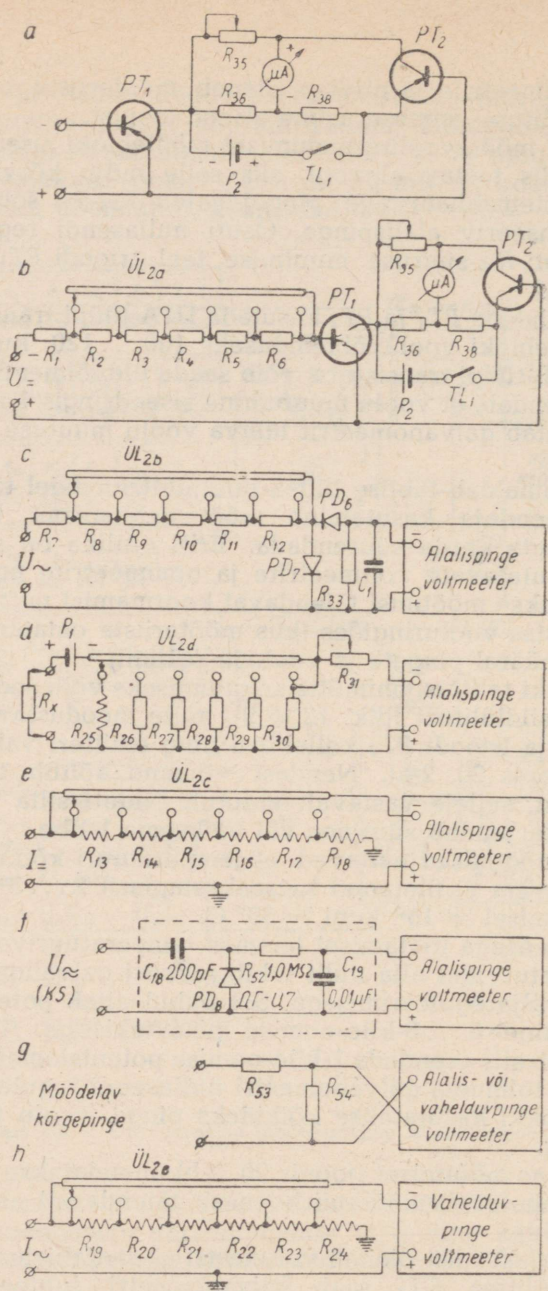 a
R35
PT2
PT1
+
μA
R36
-
R38
-
- +
P2
TL1
+
b
ÜL2a
PT1
R35
PT2
+
μA
-R1 R2 R3 R4 R5 R6
R36 R38
U=
P2 TL1
+
c
ÜL2b
PD6
R7 R8 R9 R10 R11 R12
U~
PD7
R33
C1
-
Alalispinge
voltmeeter
+
d
+ P1 -
ÜL2d
R31
Rx
R25 R26 R27 R28 R29 R30
-
Alalispinge
voltmeeter
+
e
ÜL2c
R13 R14 R15 R16 R17 R18
I=
-
Alalispinge
voltmeeter
+
f
U≈
(KS)
C18 200pF
R52 1,0MΩ
C19
PD8 ДГ-Ц7
0,01μF
-
Alalispinge
voltmeeter
+
g
Mõõdetav
kõrgepinge
R53
R54
Alalis- või
vahelduvpinge
voltmeeter
h
ÜL2e
R19 R20 R21 R22 R23 R24
I~
-
Vahelduv-
pinge
voltmeeter
+